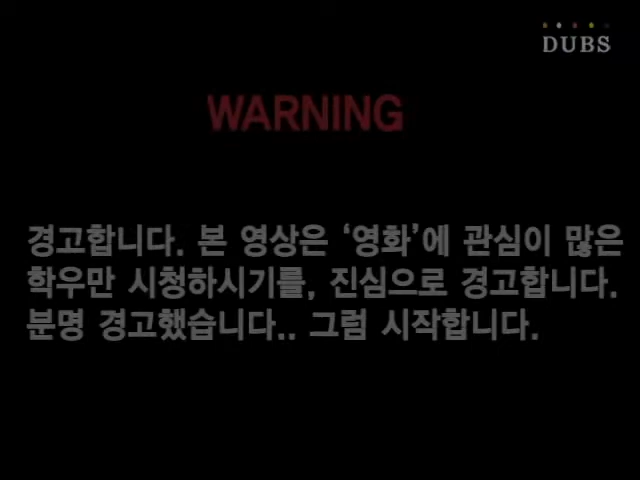 DUBS
WARNING
경고합니다. 본 영상은 ‘영화’에 관심이 많은
학우만 시청하시기를, 진심으로 경고합니다.
분명 경고했습니다.. 그럼 시작합니다.